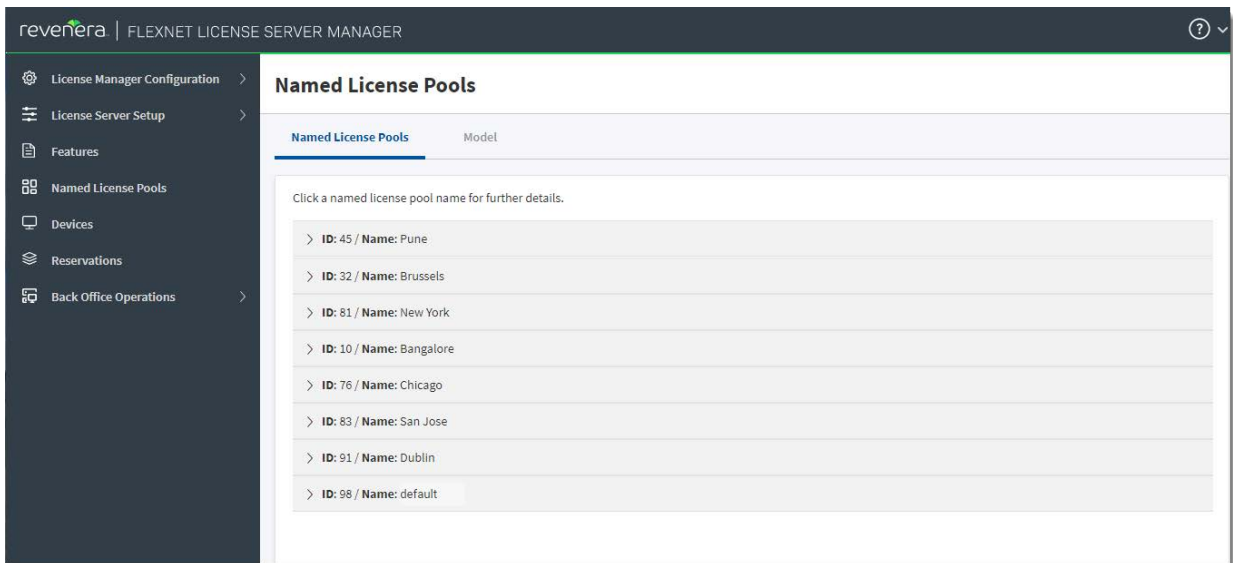 revenera. | FLEXNET LICENSE SERVER MANAGER
License Manager Configuration
License Server Setup
Features
Named License Pools
Devices
Reservations
Back Office Operations
Named License Pools
Named License Pools Model
Click a named license pool name for further details.
ID: 45 / Name: Pune
ID: 32 / Name: Brussels
ID: 81 / Name: New York
ID: 10 / Name: Bangalore
ID: 76 / Name: Chicago
ID: 83 / Name: San Jose
ID: 91 / Name: Dublin
ID: 98 / Name: default